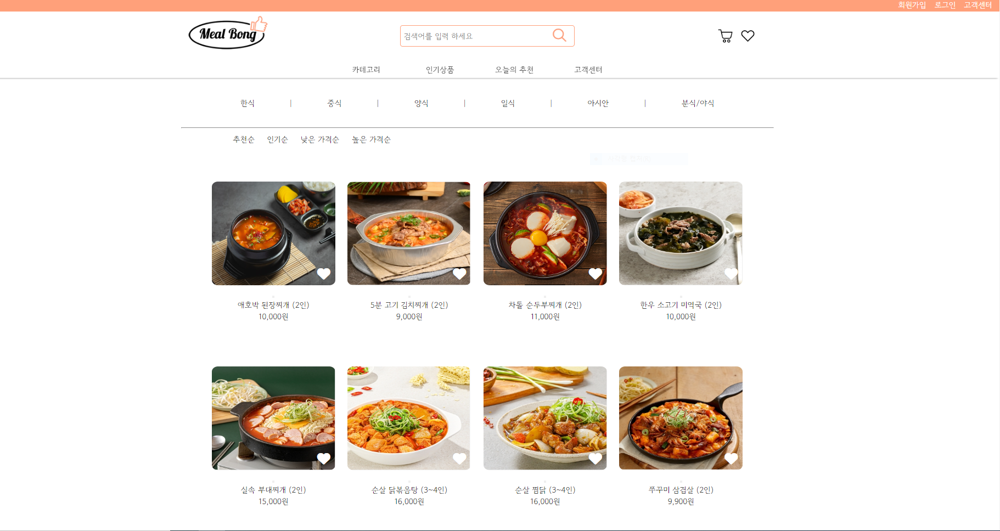 회원가입 로그인 고객센터
Meal Bong
검색어를 입력 하세요
카테고리 인기상품 오늘의 추천 고객센터
한식 | 중식 | 양식 | 일식 | 아시안 | 분식/야식
추천순 인기순 낮은 가격순 높은 가격순
애호박 된장찌개 (2인) 5분 고기 김치찌개 (2인) 차돌 순두부찌개 (2인) 한우 소고기 미역국 (2인)
10,000원 9,000원 11,000원 10,000원
실속 부대찌개 (2인) 순살 닭볶음탕 (3~4인) 순살 찜닭 (3~4인) 쭈꾸미 삼겹살 (2인)
15,000원 16,000원 16,000원 9,900원